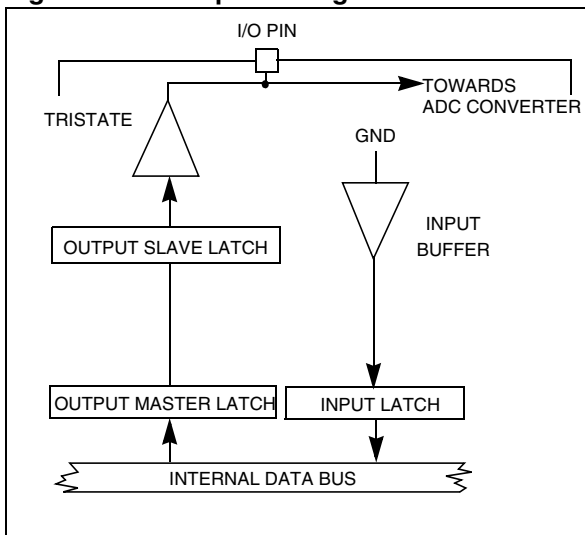 I/O PIN
TOWARDS
ADC CONVERTER
TRISTATE
GND
INPUT
BUFFER
OUTPUT SLAVE LATCH
OUTPUT MASTER LATCH
INPUT LATCH
INTERNAL DATA BUS